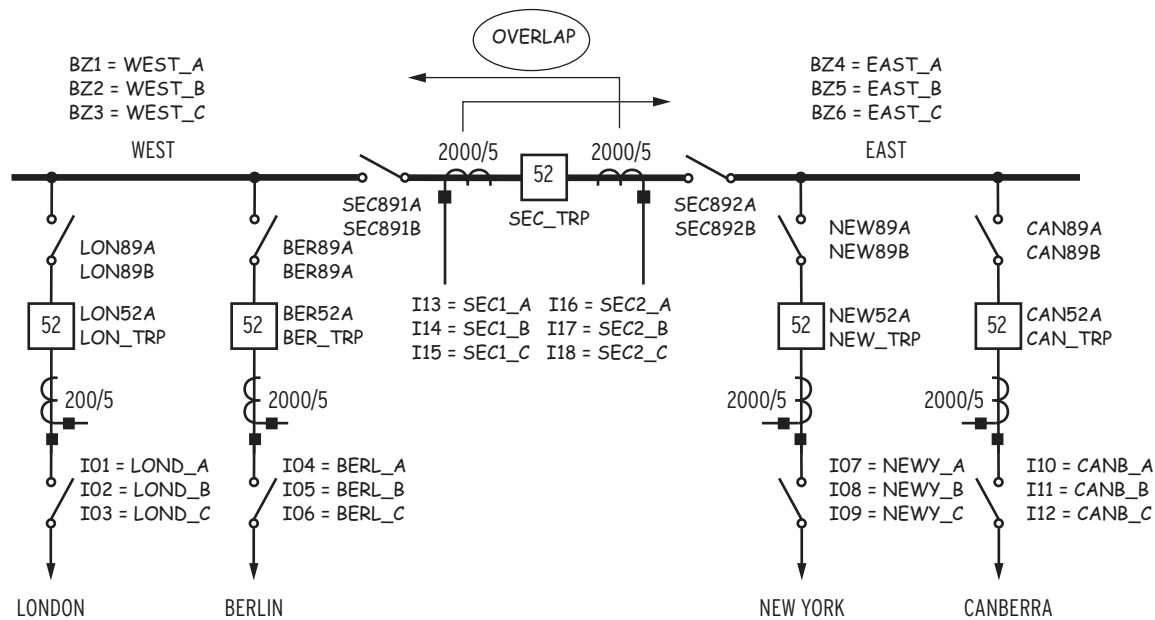 OVERLAP
BZ1 = WEST_A
BZ2 = WEST_B
BZ3 = WEST_C
BZ4 = EAST_A
BZ5 = EAST_B
BZ6 = EAST_C
WEST
2000/5
2000/5
EAST
52
SEC891A
SEC891B
SEC_TRP
SEC892A
SEC892B
LON89A
LON89B
BER89A
BER89A
NEW89A
NEW89B
CAN89A
CAN89B
52
LON52A
LON_TRP
52
BER52A
BER_TRP
I13 = SEC1_A
I14 = SEC1_B
I15 = SEC1_C
I16 = SEC2_A
I17 = SEC2_B
I18 = SEC2_C
52
NEW52A
NEW_TRP
52
CAN52A
CAN_TRP
200/5
2000/5
2000/5
2000/5
I01 = LOND_A
I02 = LOND_B
I03 = LOND_C
I04 = BERL_A
I05 = BERL_B
I06 = BERL_C
I07 = NEWY_A
I08 = NEWY_B
I09 = NEWY_C
I10 = CANB_A
I11 = CANB_B
I12 = CANB_C
LONDON
BERLIN
NEW YORK
CANBERRA